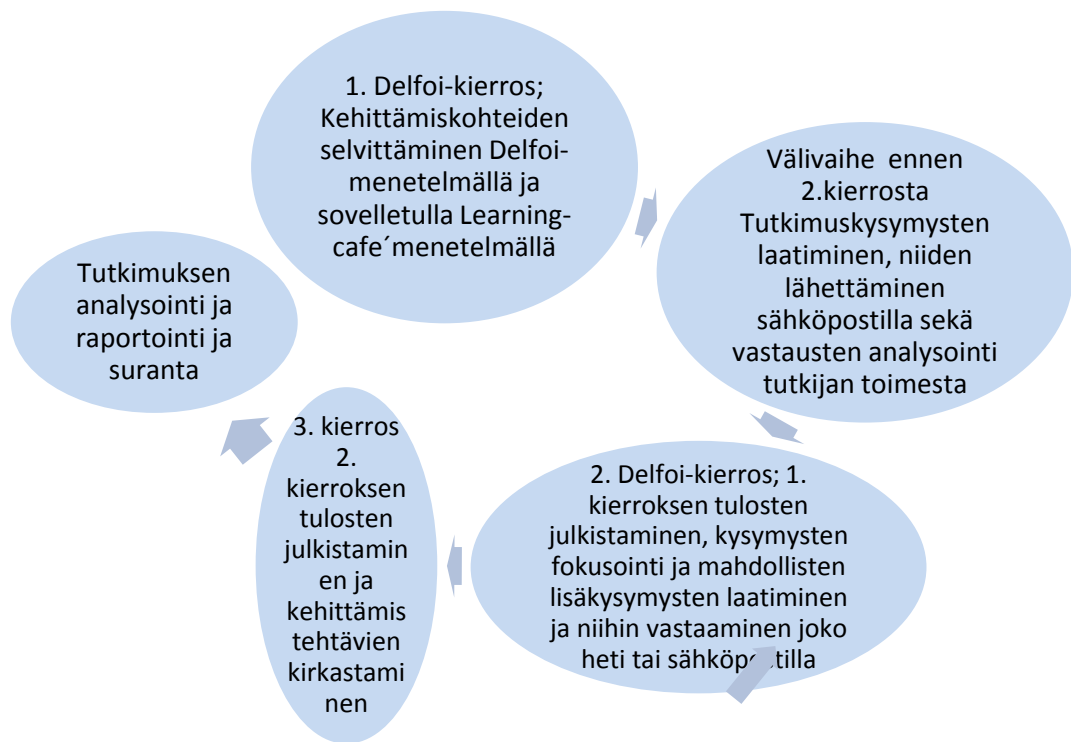 1. Delfoi-kierros;
Kehittämiskohteiden
selvittäminen Delfoi-
menetelmällä ja
sovelletulla Learning-
cafe´menetelmällä
Välivaihe  ennen
2.kierrosta
Tutkimuskysymysten
laatiminen, niiden
lähettäminen
sähköpostilla sekä
vastausten analysointi
tutkijan toimesta
2. Delfoi-kierros; 1.
kierroksen tulosten
julkistaminen, kysymysten
fokusointi ja mahdollisten
lisäkysymysten laatiminen
ja niihin vastaaminen joko
heti tai sähköpostilla
3. kierros
2.
kierroksen
tulosten
julkistamin
en ja
kehittämis
tehtävien
kirkastami
nen
Tutkimuksen
analysointi ja
raportointi ja
suranta